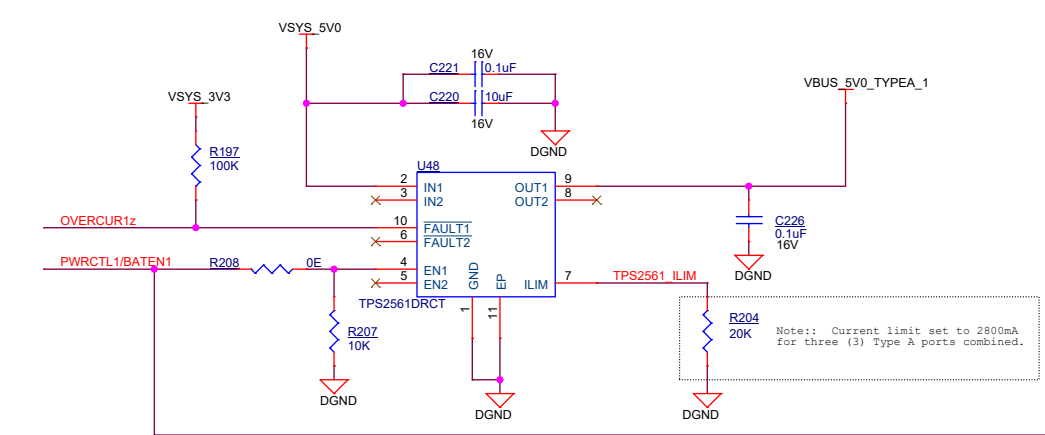 VSYS_5V0
16V
C221 0.1uF
C220 10uF
16V
DGND
VBUS_5V0_TYPEA_1
VSYS_3V3
R197
100K
U48
2 IN1 OUT1 9
3 IN2 OUT2 8
OVERCUR1z
10 FAULT1
6 FAULT2
C226
0.1uF
16V
DGND
PWRCTL1/BATEN1
R208 0E
4 EN1
5 EN2
GND
EP
ILIM 7
TPS2561_ILIM
TPS2561DRCT
1
11
R207
10K
DGND
DGND
R204
20K
Note:: Current limit set to 2800mA
for three (3) Type A ports combined.
DGND